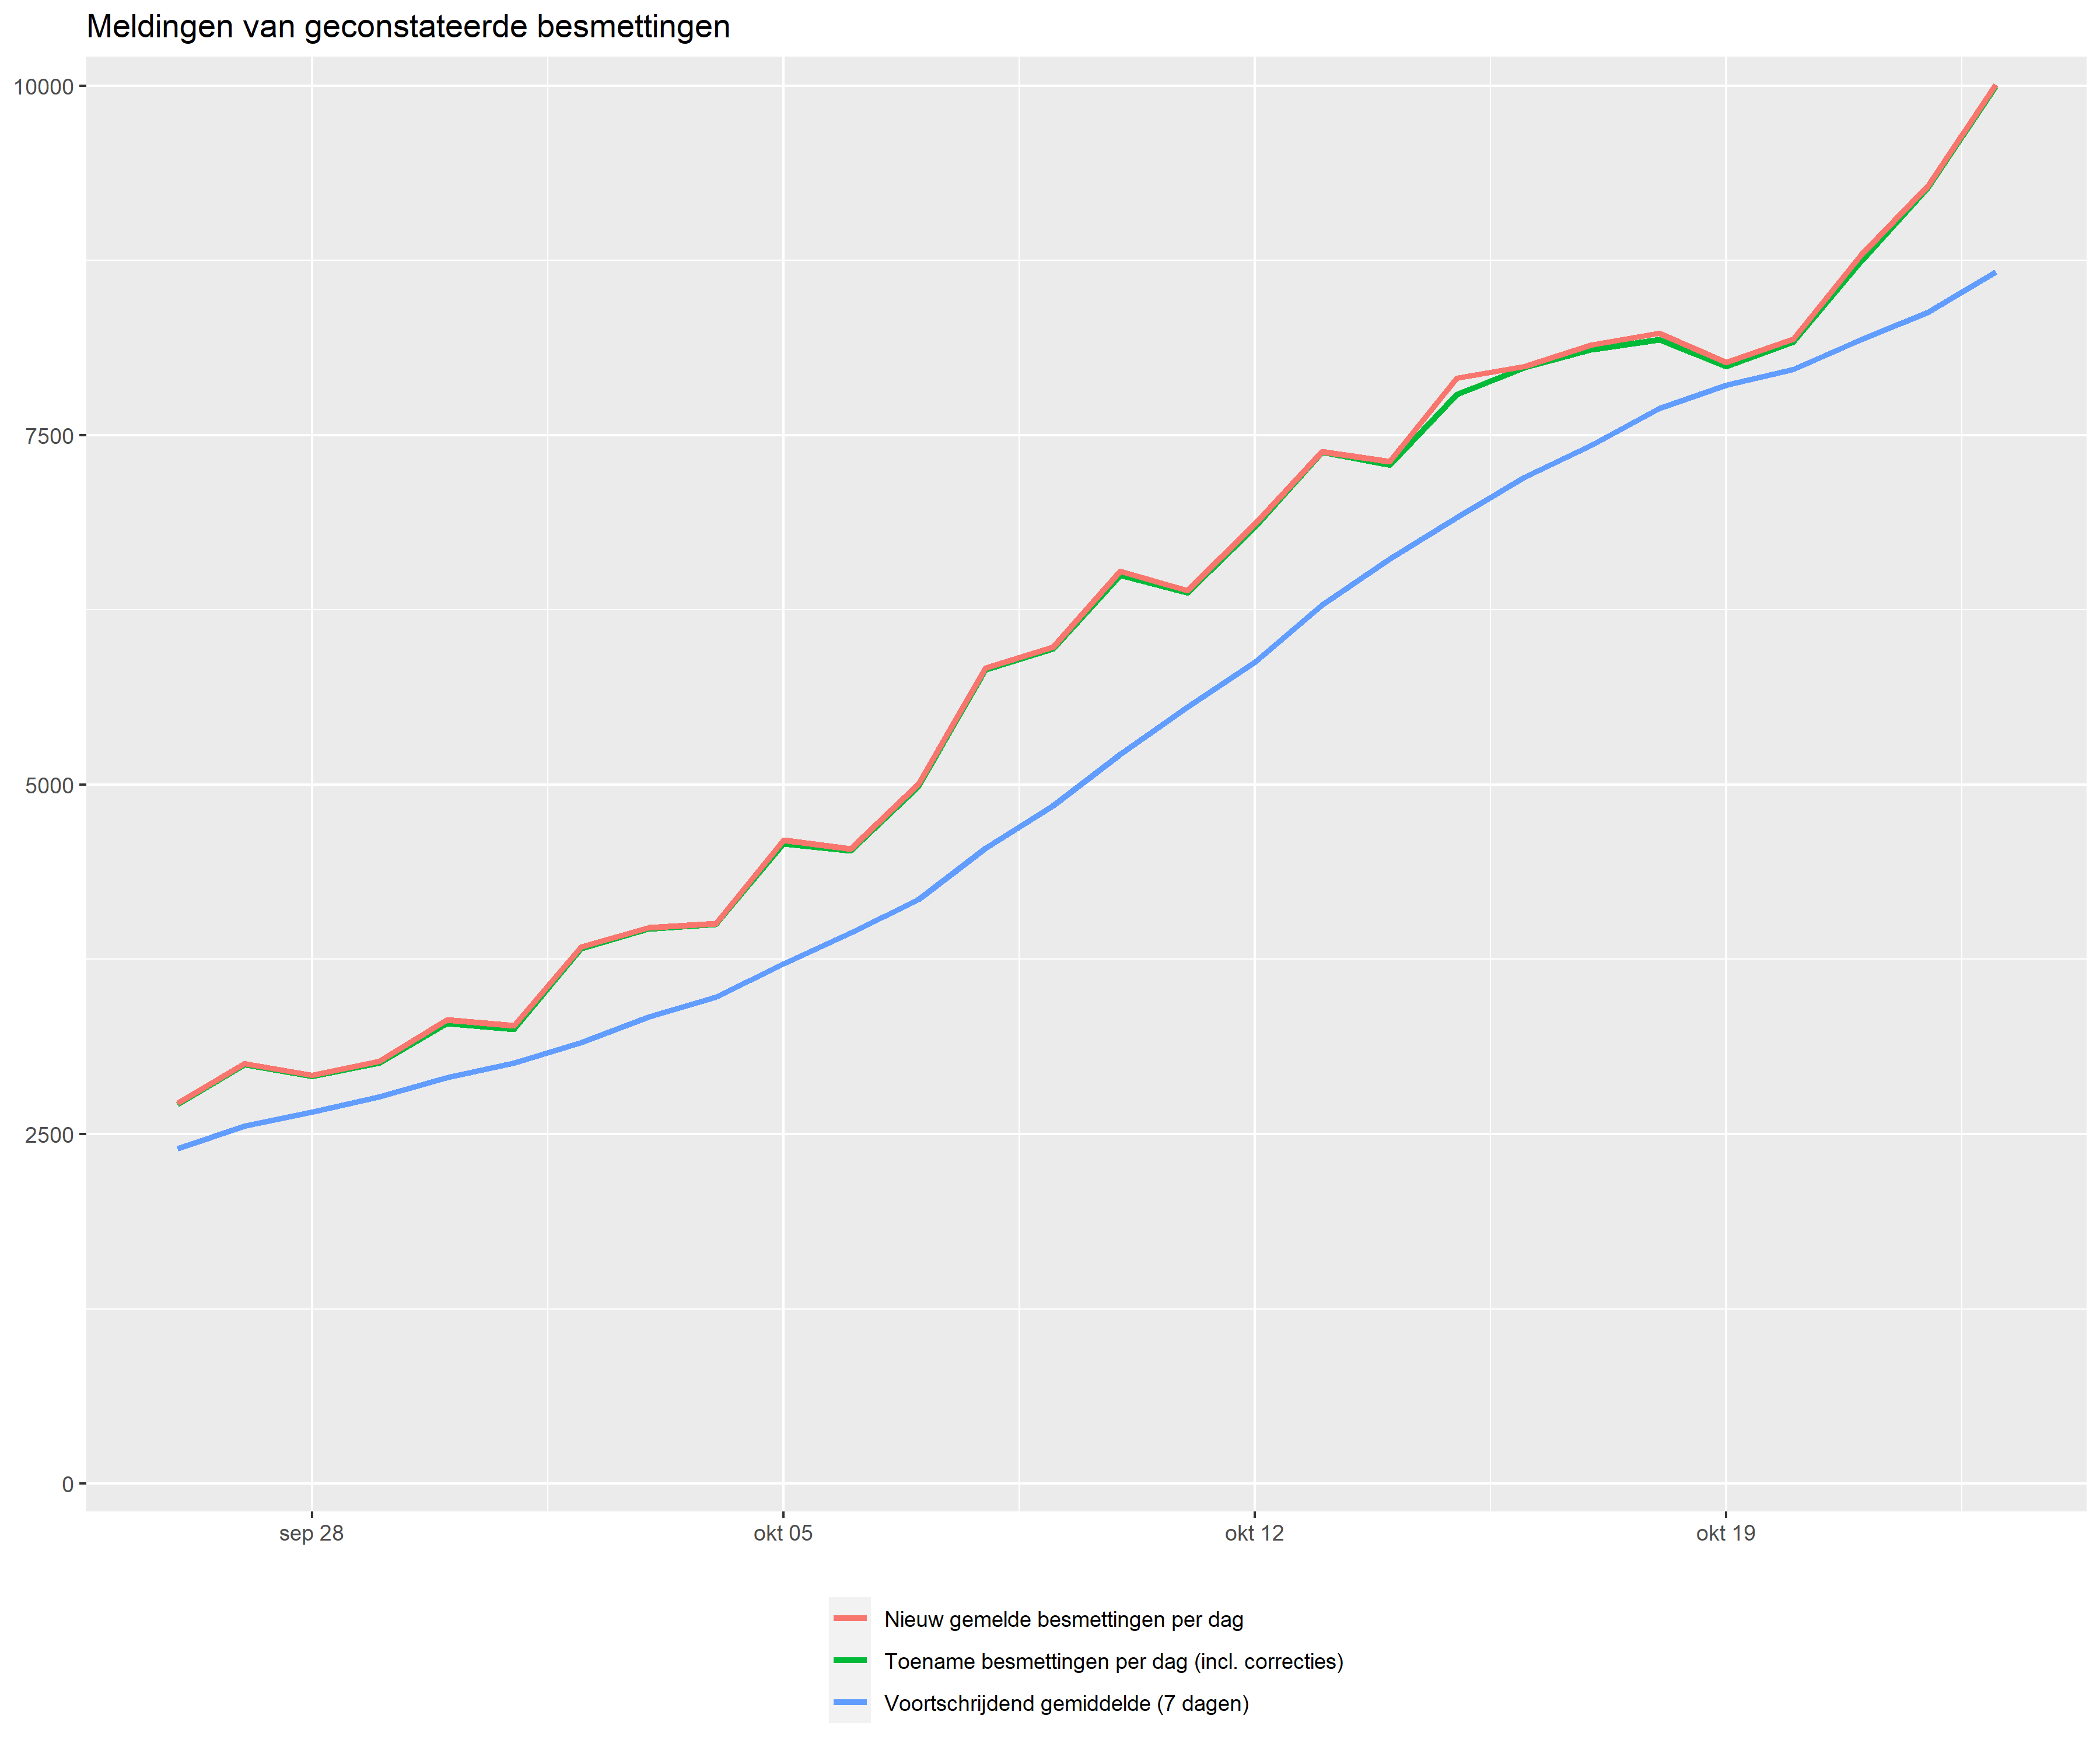 Meldingen van geconstateerde besmettingen
10000
7500
5000
2500
0
sep 28
okt 05
okt 12
okt 19
Nieuw gemelde besmettingen per dag
Toename besmettingen per dag (incl. correcties)
Voortschrijdend gemiddelde (7 dagen)